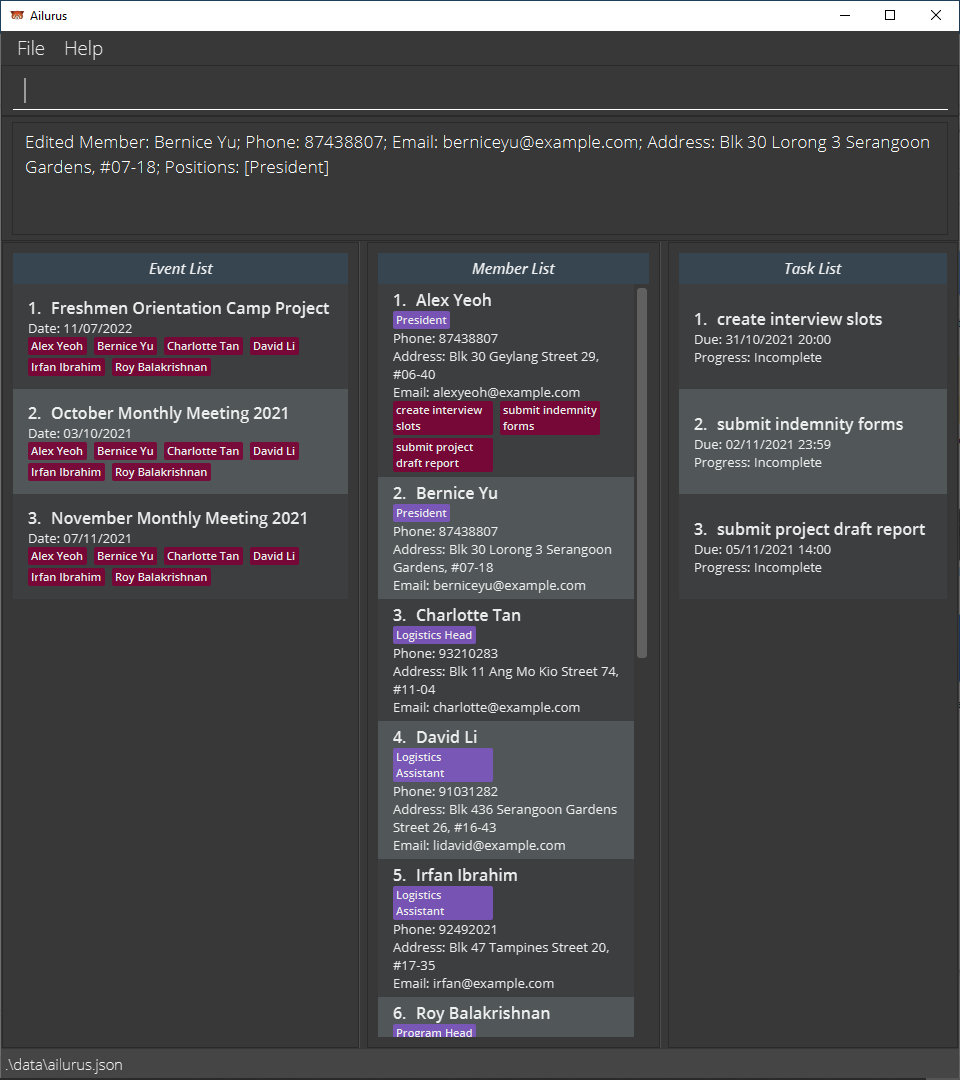 Ailurus
File Help
Edited Member: Bernice Yu; Phone: 87438807; Email: berniceyu@example.com; Address: Blk 30 Lorong 3 Serangoon
Gardens, #07-18; Positions: [President]
Event List
1. Freshmen Orientation Camp Project
Date: 11/07/2022
Alex Yeoh Bernice Yu Charlotte Tan David Li
Irfan Ibrahim Roy Balakrishnan
2. October Monthly Meeting 2021
Date: 03/10/2021
Alex Yeoh Bernice Yu Charlotte Tan David Li
Irfan Ibrahim Roy Balakrishnan
3. November Monthly Meeting 2021
Date: 07/11/2021
Alex Yeoh Bernice Yu Charlotte Tan David Li
Irfan Ibrahim Roy Balakrishnan
Member List
1. Alex Yeoh
President
Phone: 87438807
Address: Blk 30 Geylang Street 29,
#06-40
Email: alexyeoh@example.com
create interview
slots
submit indemnity
forms
submit project
draft report
2. Bernice Yu
President
Phone: 87438807
Address: Blk 30 Lorong 3 Serangoon
Gardens, #07-18
Email: berniceyu@example.com
3. Charlotte Tan
Logistics Head
Phone: 93210283
Address: Blk 11 Ang Mo Kio Street 74,
#11-04
Email: charlotte@example.com
4. David Li
Logistics
Assistant
Phone: 91031282
Address: Blk 436 Serangoon Gardens
Street 26, #16-43
Email: lidavid@example.com
5. Irfan Ibrahim
Logistics
Assistant
Phone: 92492021
Address: Blk 47 Tampines Street 20,
#17-35
Email: irfan@example.com
6. Roy Balakrishnan
Program Head
Task List
1. create interview slots
Due: 31/10/2021 20:00
Progress: Incomplete
2. submit indemnity forms
Due: 02/11/2021 23:59
Progress: Incomplete
3. submit project draft report
Due: 05/11/2021 14:00
Progress: Incomplete
.\data\ailurus.json